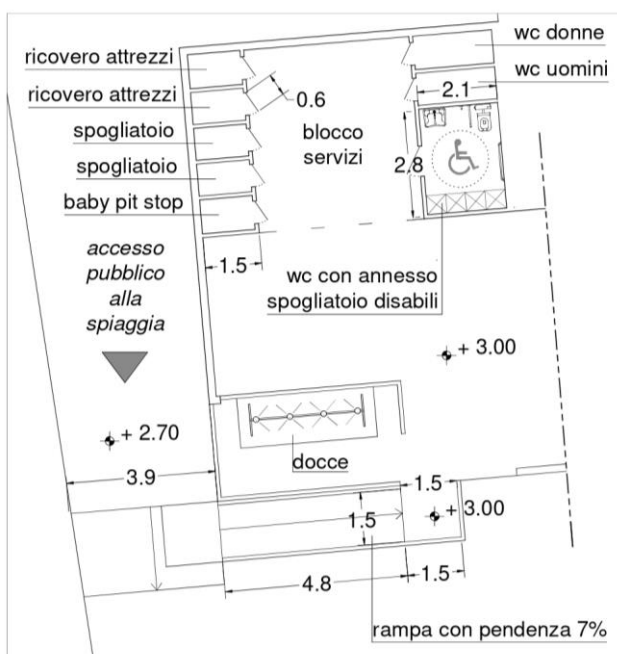 wc donne
ricovero attrezzi
wc uomini
ricovero attrezzi
2.1
0.6
spogliatoio
blocco
servizi
spogliatoio
2.8
baby pit stop
accesso
pubblico
alla
spiaggia
1.5
wc con annesso
spogliatoio disabili
+ 3.00
+ 2.70
docce
3.9
1.5
1.5
+ 3.00
4.8
1.5
rampa con pendenza 7%